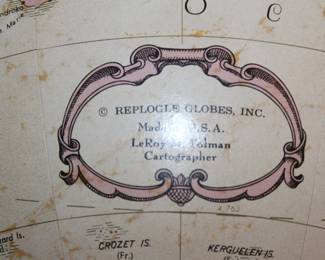 © REPLOGLE GLOBES, INC.
Made U.S.A.
LeRoy M. Tolman
Cartographer
CROZET IS.
(Fr.)
KERGUELEN IS.